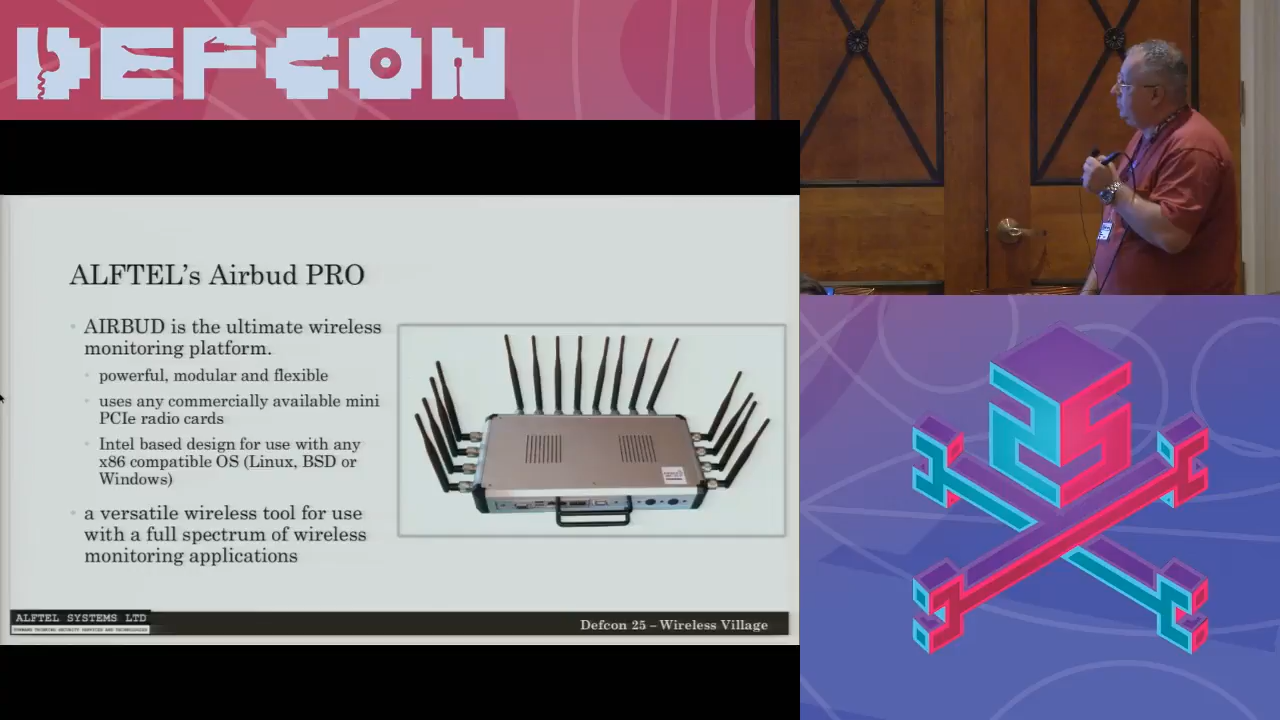 DEFCON
ALFTEL's Airbud PRO
AIRBUD is the ultimate wireless
monitoring platform.
powerful, modular and flexible
uses any commercially available mini
PCIe radio cards
Intel based design for use with any
x86 compatible OS (Linux, BSD or
Windows)
a versatile wireless tool for use
with a full spectrum of wireless
monitoring applications
ALFTEL SYSTEMS LTD
Defcon 25 – Wireless Village
25